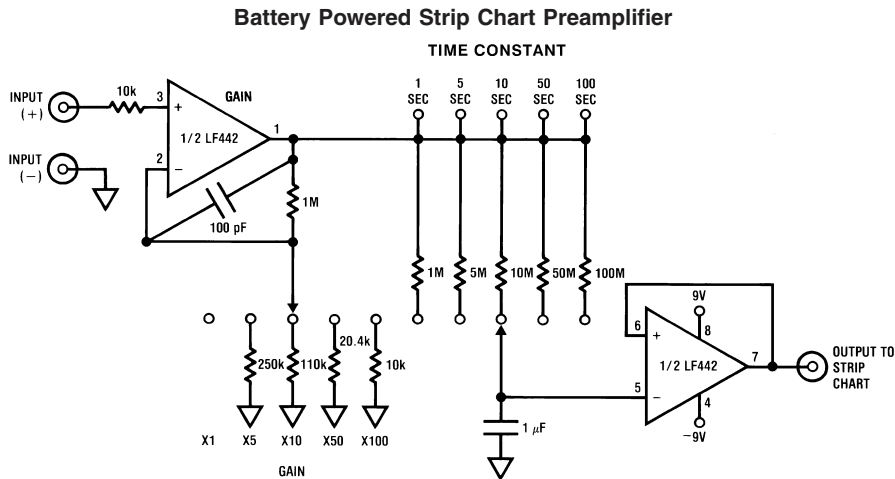 Battery Powered Strip Chart Preamplifier
TIME CONSTANT
1 SEC
5 SEC
10 SEC
50 SEC
100 SEC
INPUT (+)
10k
3
+
GAIN
1/2 LF442
1
INPUT (−)
2
−
100 pF
1M
1M
5M
10M
50M
100M
250k
110k
20.4k
10k
X1
X5
X10
X50
X100
GAIN
1 μF
6
+
9V
8
1/2 LF442
7
5
−
4
−9V
OUTPUT TO
STRIP
CHART